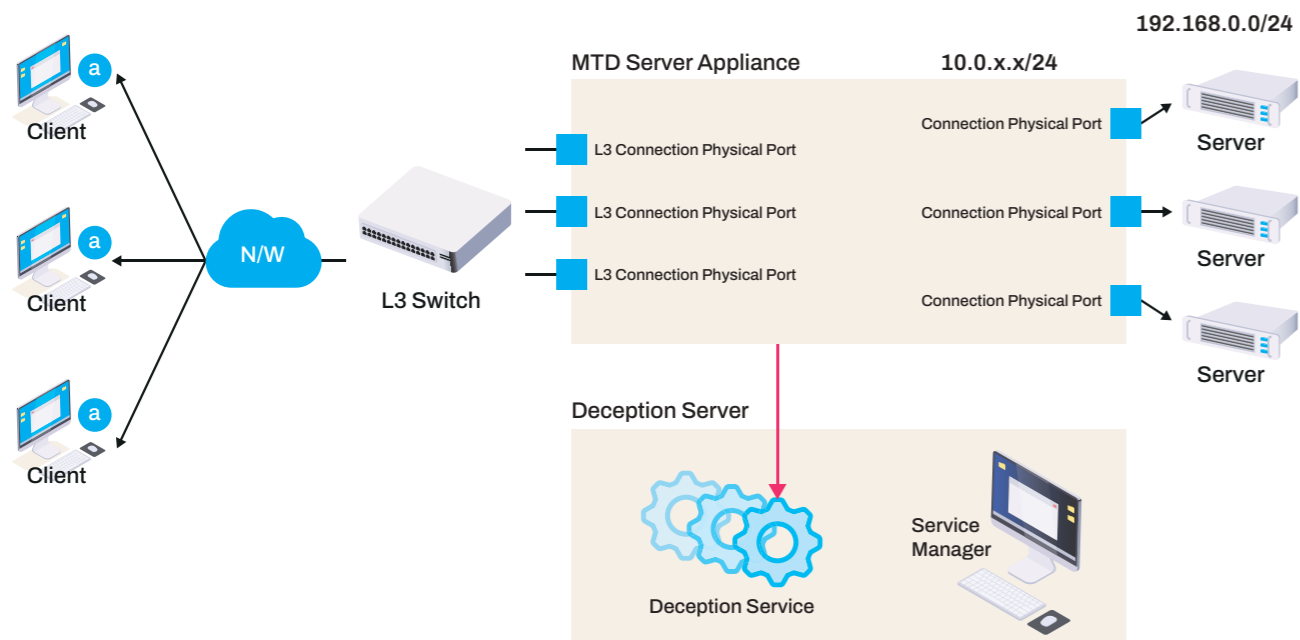 192.168.0.0/24
MTD Server Appliance
10.0.x.x/24
a
Client
L3 Connection Physical Port
Connection Physical Port
Server
a
Client
N/W
L3 Switch
L3 Connection Physical Port
Connection Physical Port
Server
L3 Connection Physical Port
Connection Physical Port
Server
a
Client
Deception Server
Deception Service
Service
Manager